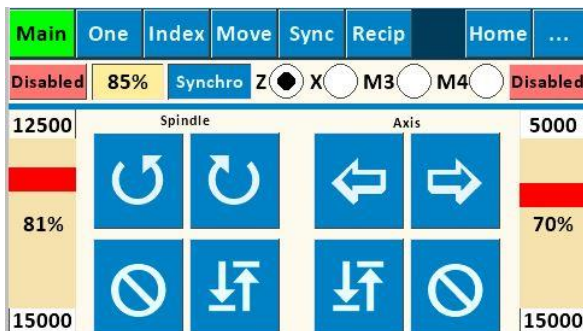 Main One Index Move Sync Recip Home ...
Disabled 85% Synchro Z X M3 M4 Disabled
12500 Spindle Axis 5000
81% 70%
15000 15000